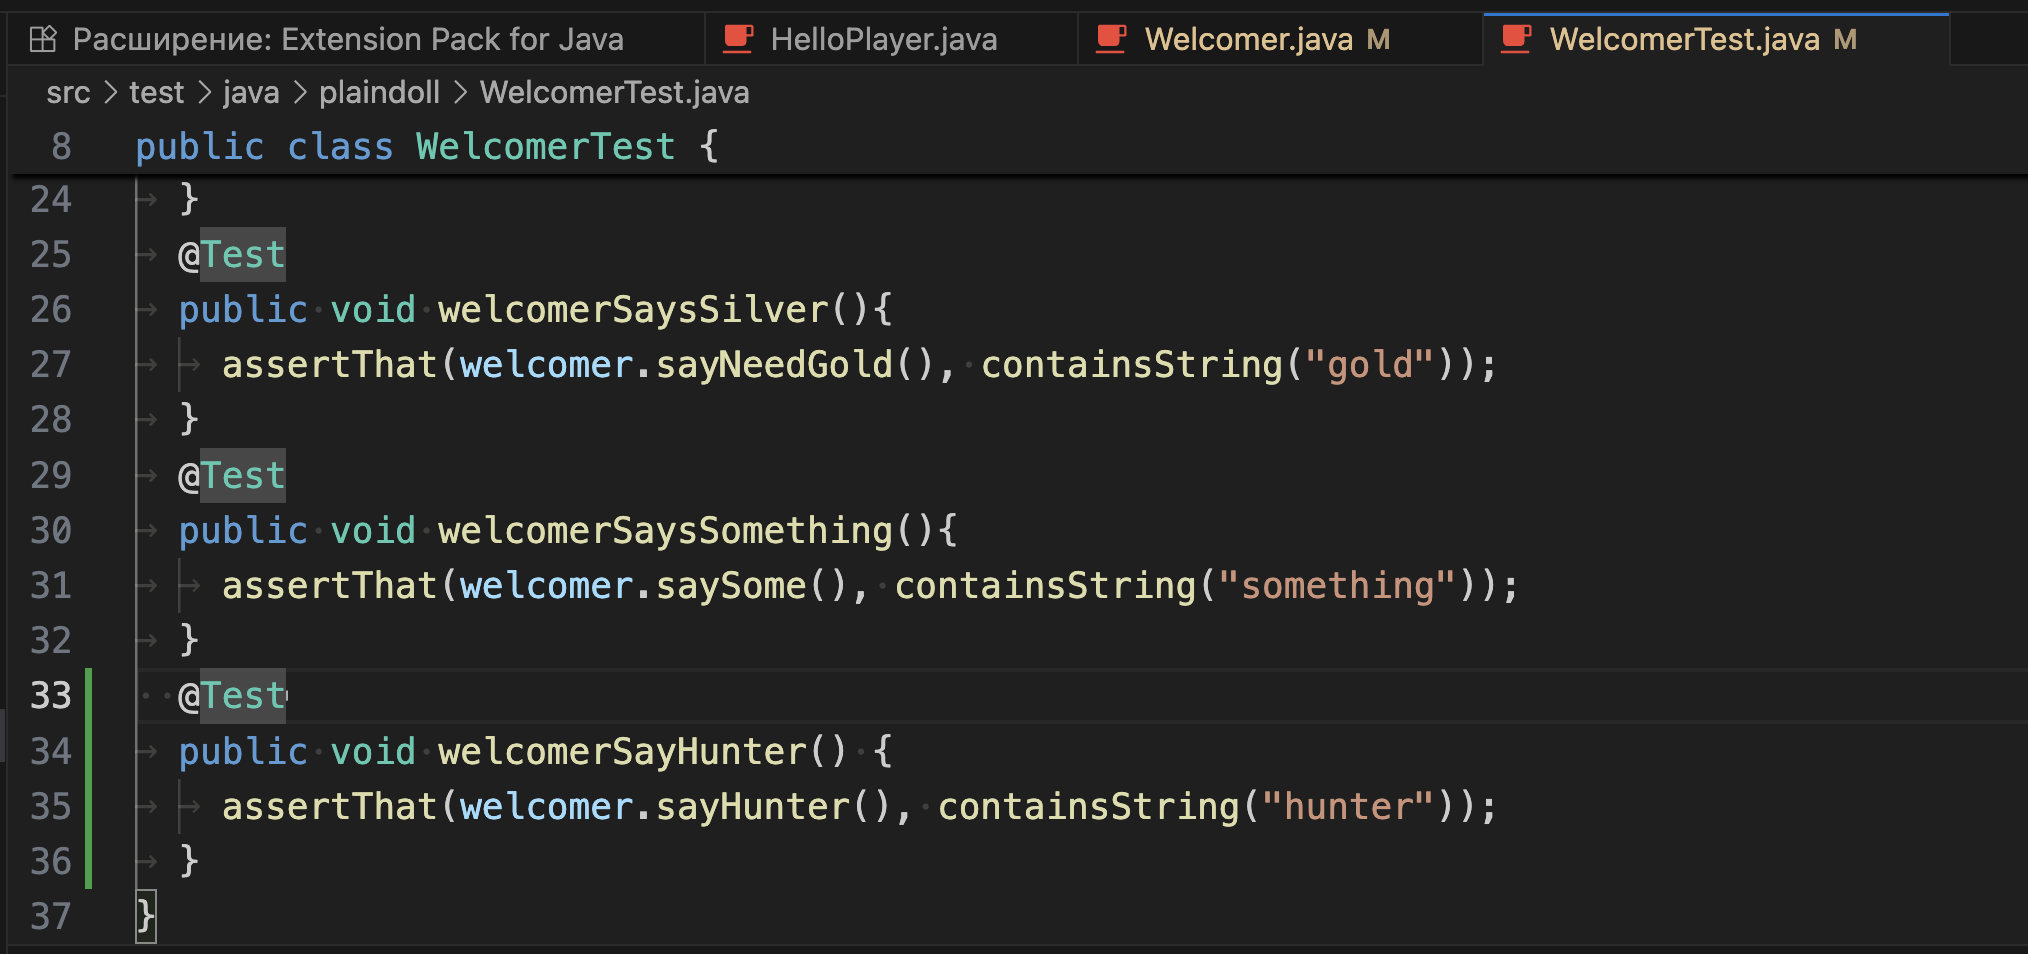 Расширение: Extension Pack for Java HelloPlayer.java Welcomer.java M WelcomerTest.java M
src > test > java > plaindoll > WelcomerTest.java
8 public class WelcomerTest {
24 }
25 @Test
26 public void welcomerSaysSilver(){
27 assertThat(welcomer.sayNeedGold(), containsString("gold"));
28 }
29 @Test
30 public void welcomerSaysSomething(){
31 assertThat(welcomer.saySome(), containsString("something"));
32 }
33 @Test
34 public void welcomerSayHunter() {
35 assertThat(welcomer.sayHunter(), containsString("hunter"));
36 }
37 }